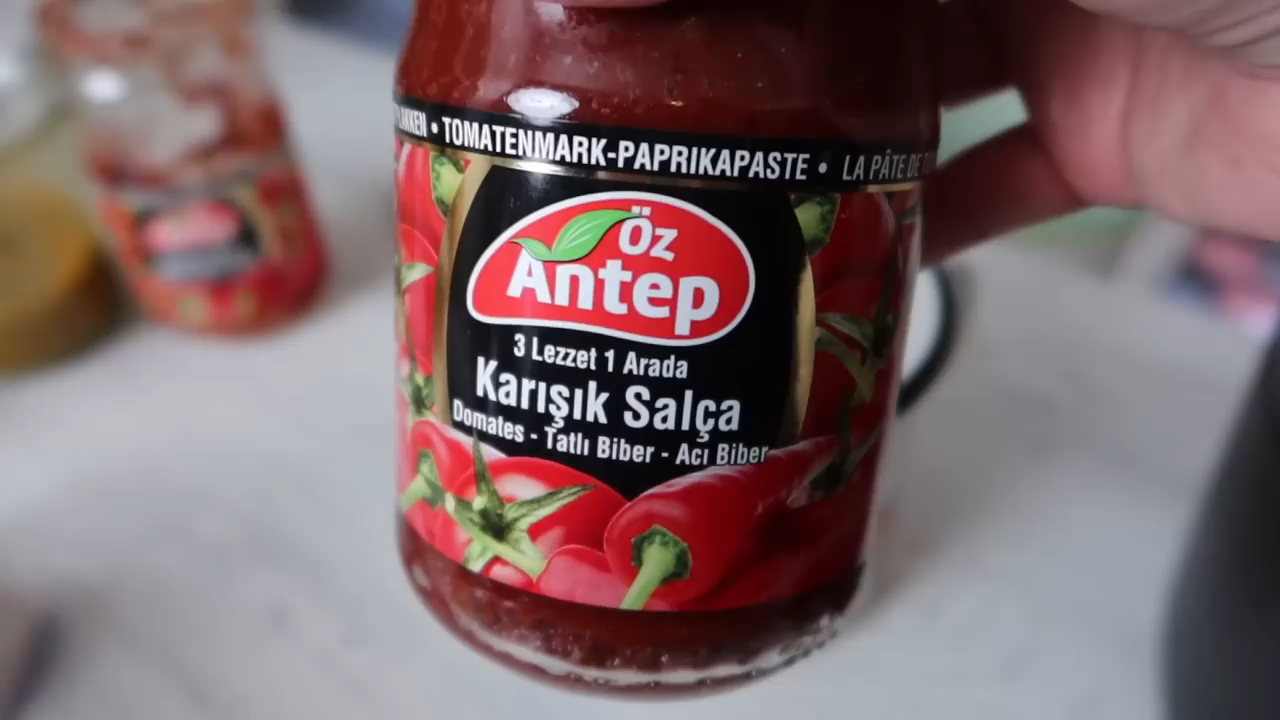 • TOMATENMARK-PAPRIKAPASTE • LA PÂTE DE
Öz
Antep
3 Lezzet 1 Arada
Karışık Salça
Domates - Tatlı Biber - Acı Biber